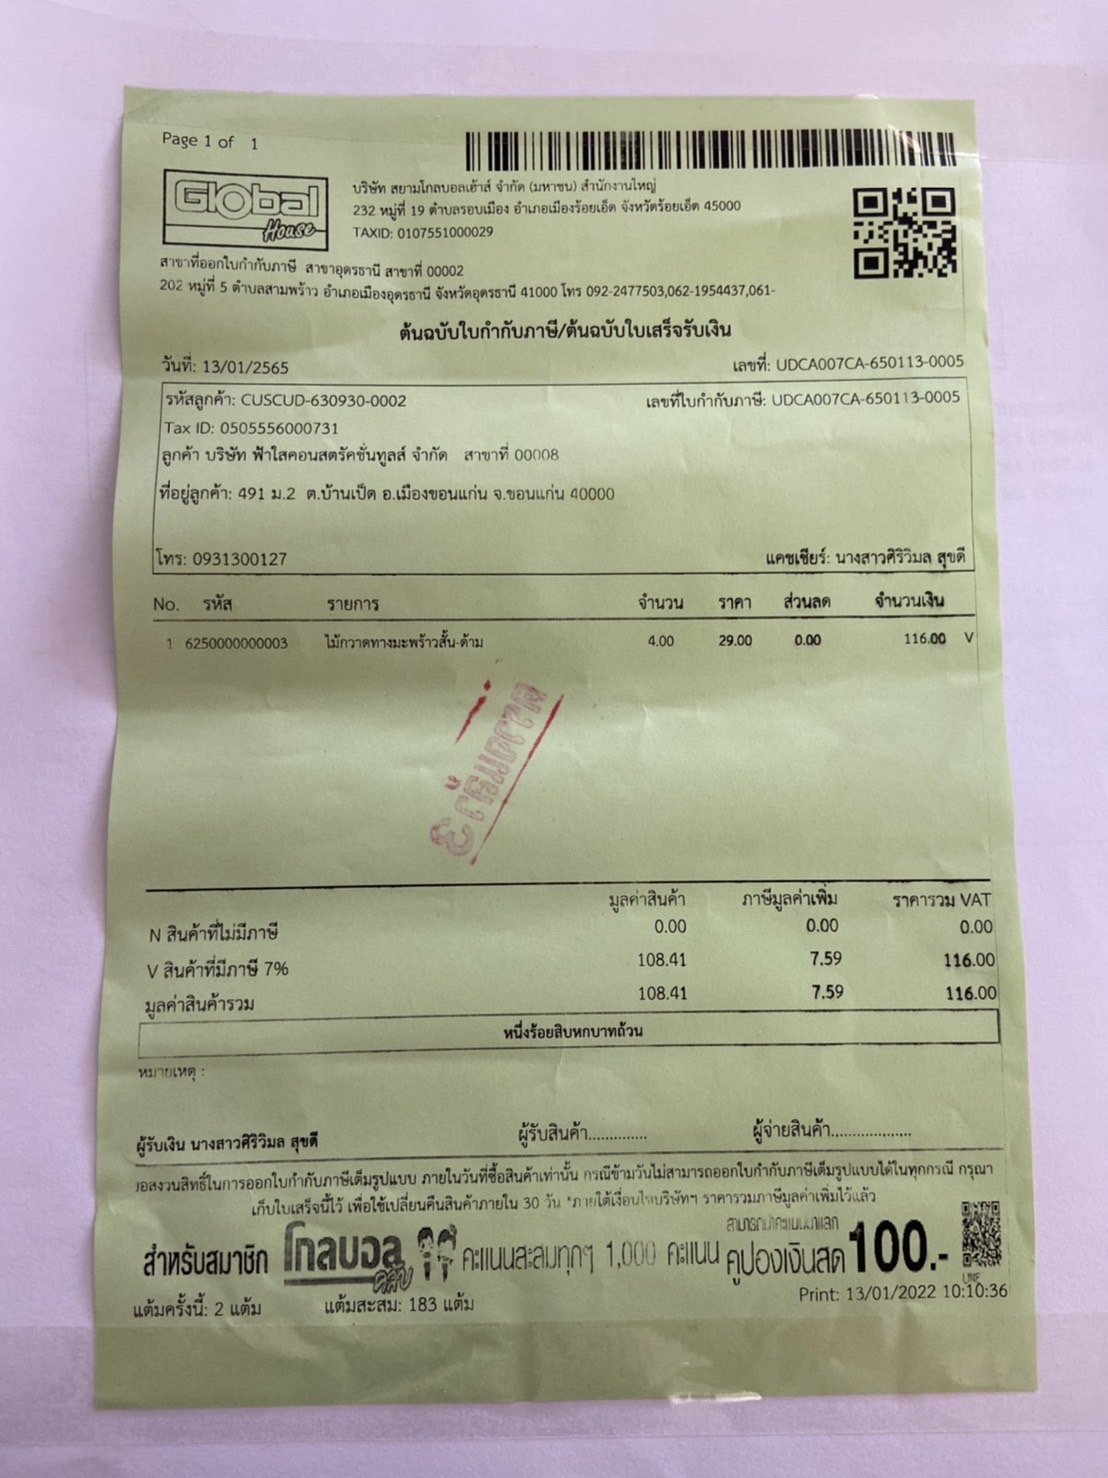 Page 1 of 1
Global
House
บริษัท สยามโกลบอลเฮ้าส์ จำกัด (มหาชน) สำนักงานใหญ่
232 หมู่ที่ 19 ตำบลรอบเมือง อำเภอเมืองร้อยเอ็ด จังหวัดร้อยเอ็ด 45000
TAXID: 0107551000029
สาขาที่ออกใบกำกับภาษี สาขาอุดรธานี สาขาที่ 00002
202 หมู่ที่ 5 ตำบลสามพร้าว อำเภอเมืองอุดรธานี จังหวัดอุดรธานี 41000 โทร 092-2477503,062-1954437,061-
ต้นฉบับใบกำกับภาษี/ต้นฉบับใบเสร็จรับเงิน
วันที่: 13/01/2565 เลขที่: UDCA007CA-650113-0005
รหัสลูกค้า: CUSCUD-630930-0002 เลขที่ใบกำกับภาษี: UDCA007CA-650113-0005
Tax ID: 0505556000731
ลูกค้า บริษัท ฟ้าใสคอนสตรัคชั่นทูลส์ จำกัด สาขาที่ 00008
ที่อยู่ลูกค้า: 491 ม.2 ต.บ้านเป็ด อ.เมืองขอนแก่น จ.ขอนแก่น 40000
โทร: 0931300127 แคชเชียร์: นางสาวศิริวิมล สุขดี
No. รหัส รายการ จำนวน ราคา ส่วนลด จำนวนเงิน
1 6250000000003 ไม้กวาดทางมะพร้าวสั้น-ด้าม 4.00 29.00 0.00 116.00 V
มูลค่าสินค้า ภาษีมูลค่าเพิ่ม ราคารวม VAT
N สินค้าที่ไม่มีภาษี 0.00 0.00 0.00
V สินค้าที่มีภาษี 7% 108.41 7.59 116.00
มูลค่าสินค้ารวม 108.41 7.59 116.00
หนึ่งร้อยสิบหกบาทถ้วน
หมายเหตุ :
ผู้รับเงิน นางสาวศิริวิมล สุขดี ผู้รับสินค้า............. ผู้จ่ายสินค้า..................
ขอสงวนสิทธิ์ในการออกใบกำกับภาษีเต็มรูปแบบ ภายในวันที่ซื้อสินค้าเท่านั้น กรณีข้ามวันไม่สามารถออกใบกำกับภาษีเต็มรูปแบบได้ในทุกกรณี กรุณา
เก็บใบเสร็จนี้ไว้ เพื่อใช้เปลี่ยนคืนสินค้าภายใน 30 วัน *ภายใต้เงื่อนไขบริษัทฯ ราคารวมภาษีมูลค่าเพิ่มไว้แล้ว
สำหรับสมาชิก โกลบอล คลับ คะแนนสะสมทุกๆ 1,000 คะแนน สามารถนำคะแนนมาแลก คูปองเงินสด 100.-
LINE
แต้มครั้งนี้: 2 แต้ม แต้มสะสม: 183 แต้ม Print: 13/01/2022 10:10:36